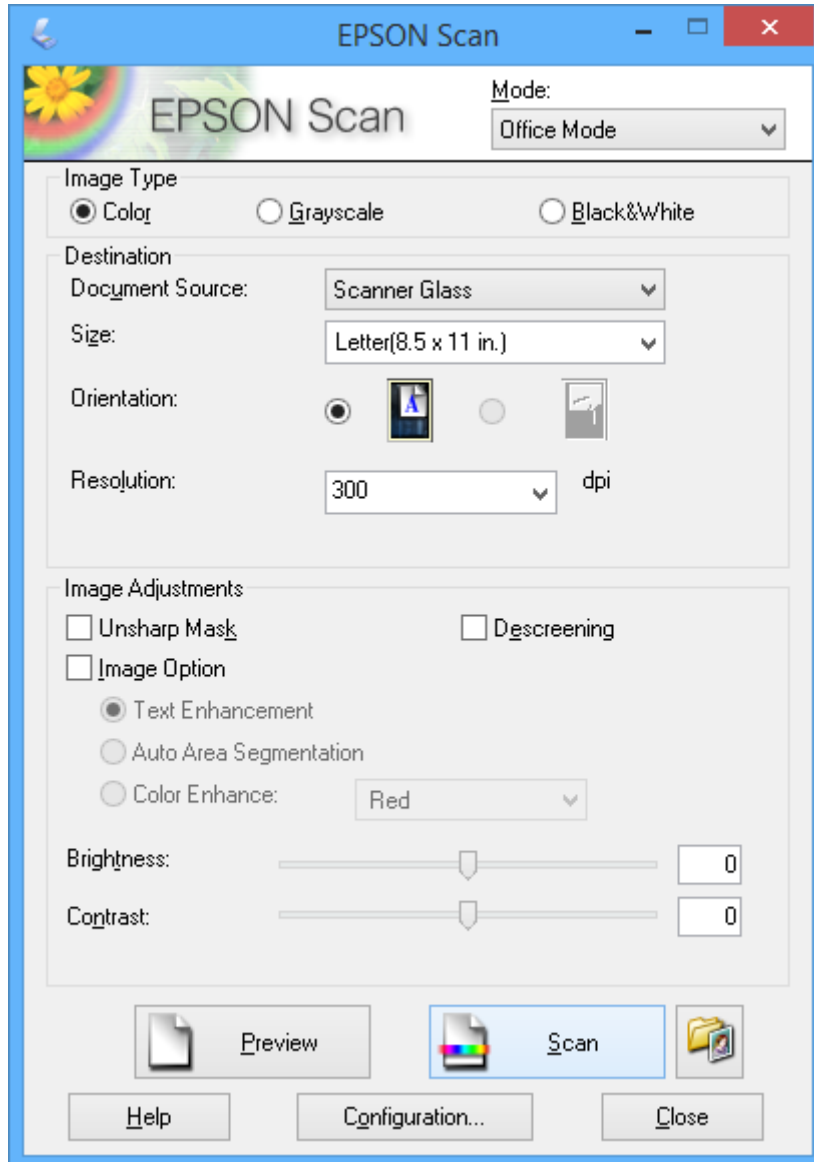 EPSON Scan
EPSON Scan
Mode:
Office Mode
Image Type
Color Grayscale Black&White
Destination
Document Source: Scanner Glass
Size: Letter(8.5 x 11 in.)
Orientation: A
Resolution: 300 dpi
Image Adjustments
Unsharp Mask Descreening
Image Option
Text Enhancement
Auto Area Segmentation
Color Enhance: Red
Brightness: 0
Contrast: 0
Preview Scan
Help Configuration... Close